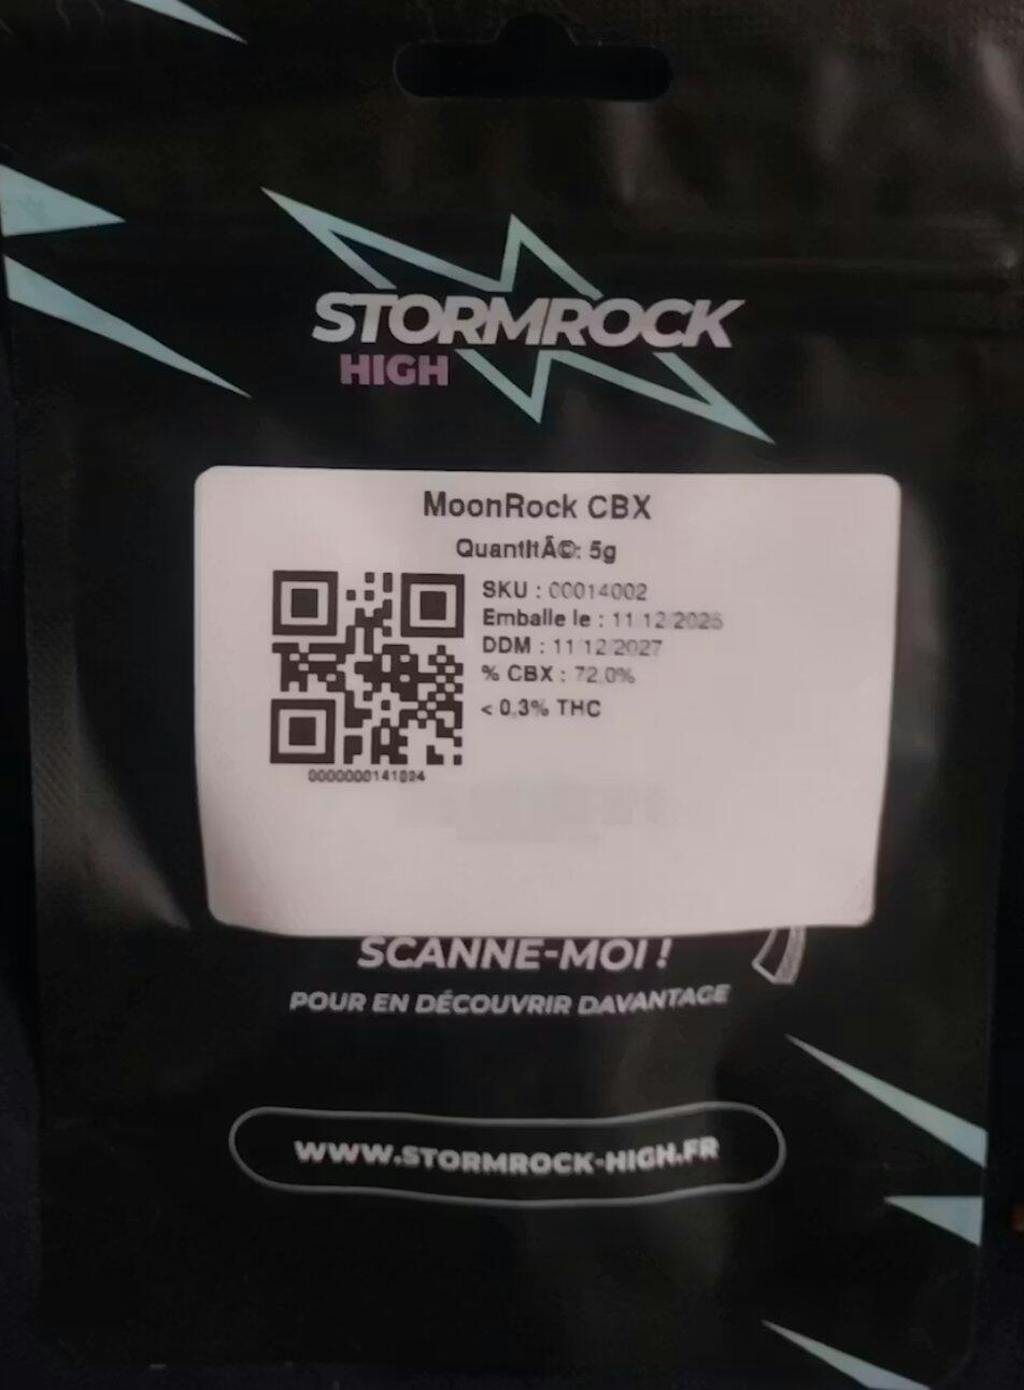 STORMROCK
HIGH
MoonRock CBX
QuantitÃ©: 5g
SKU : 00014002
Emballe le : 11/12/2025
DDM : 11/12/2027
% CBX : 72.0%
< 0,3% THC
0000000141024
SCANNE-MOI !
POUR EN DÉCOUVRIR DAVANTAGE
WWW.STORMROCK-HIGH.FR